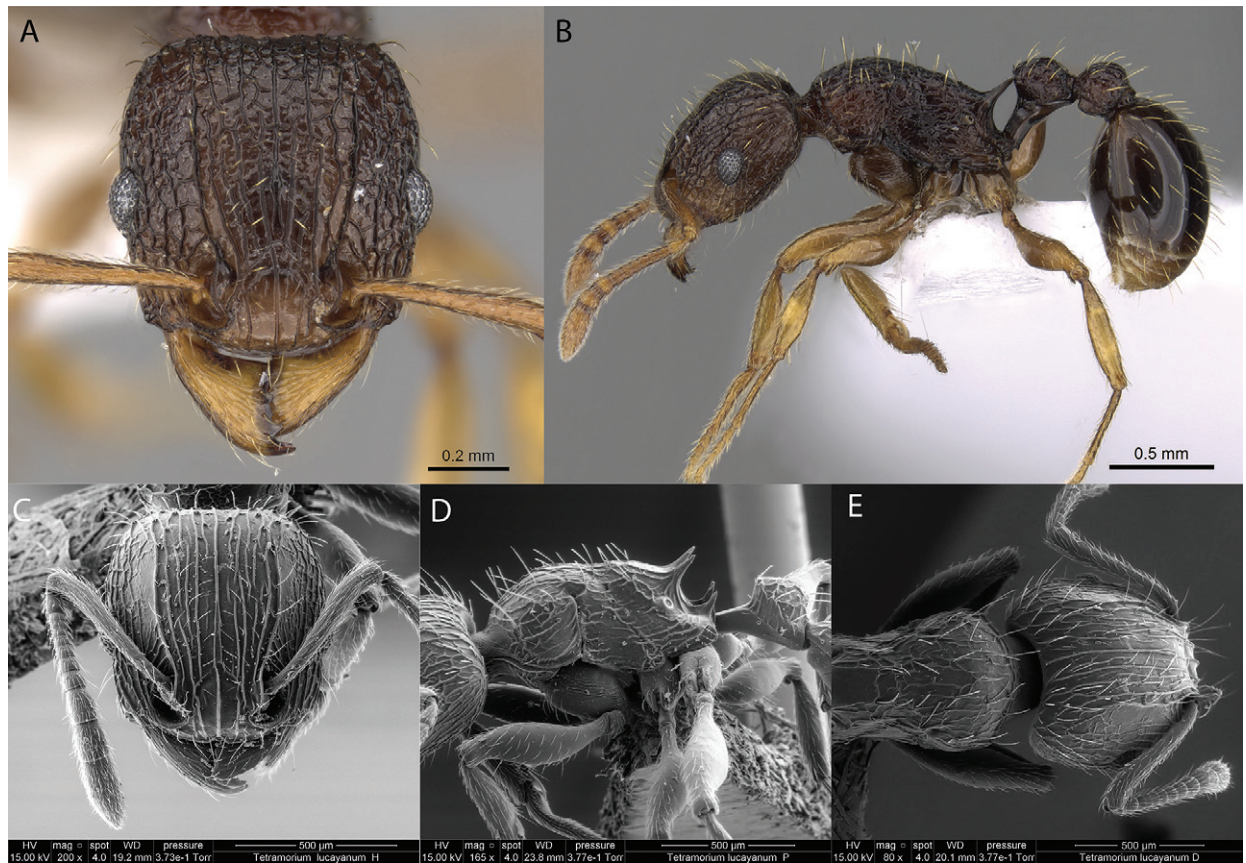 A
B
0.2 mm
0.5 mm
C
D
E
HV mag spot WD pressure 500 µm
15.00 kV 200 x 4.0 19.2 mm 3.73e-1 Torr Tetramorium lucayanum H
HV mag spot WD pressure 500 µm
15.00 kV 165 x 4.0 23.8 mm 3.77e-1 Torr Tetramorium lucayanum P
HV mag spot WD pressure 500 µm
15.00 kV 80 x 4.0 20.1 mm 3.77e-1 Torr Tetramorium lucayanum D